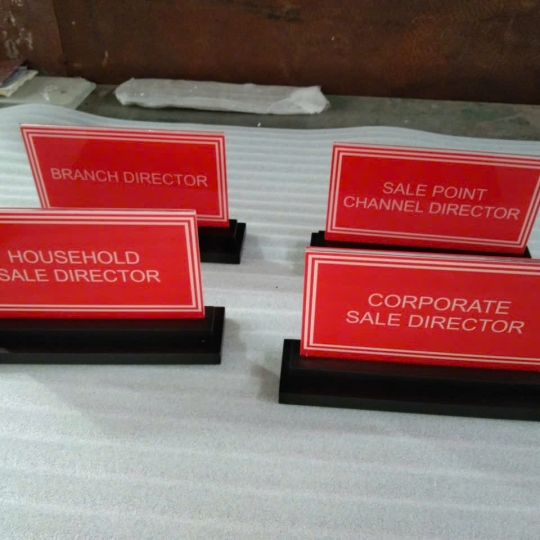 BRANCH DIRECTOR
SALE POINT
CHANNEL DIRECTOR
HOUSEHOLD
SALE DIRECTOR
CORPORATE
SALE DIRECTOR